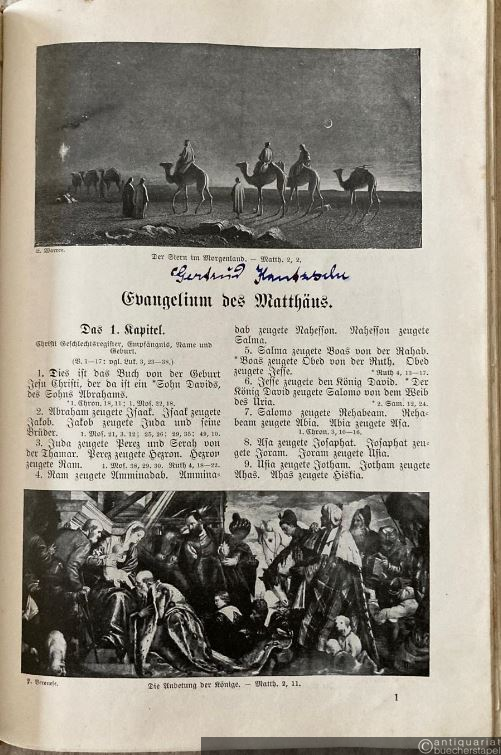 Der Stern im Morgenland. – Matth. 2, 2.
Gertrud
Evangelium des Matthäus.
Das 1. Kapitel.
Christi Geschlechtsregister, Empfängnis, Name und
Geburt.
(V. 1–17: vgl. Luk. 3, 23–38.)
1. Dies ist das Buch von der Geburt
Jesu Christi, der da ist ein *Sohn Davids,
des Sohns Abrahams.
*1. Chron. 18, 11; 1. Mos. 22, 18.
2. Abraham zeugete Isaak. Isaak zeugete
Jakob. Jakob zeugete Juda und seine
Brüder. 1. Mos. 21, 3. 12; 25, 26; 29, 35; 49, 10.
3. Juda zeugete Perez und Serah von
der Thamar. Perez zeugete Hezron. Hezron
zeugete Ram. 1. Mos. 38, 29. 30. Ruth 4, 18–22.
4. Ram zeugete Amminadab. Ammina-
dab zeugete Nahesson. Nahesson zeugete
Salma.
5. Salma zeugete Boas von der Rahab.
*Boas zeugete Obed von der Ruth. Obed
zeugete Jesse. *Ruth 4, 13–17.
6. Jesse zeugete den König David. *Der
König David zeugete Salomo von dem Weib
des Uria. *2. Sam. 12, 24.
7. Salomo zeugete Rehabeam. Reha-
beam zeugete Abia. Abia zeugete Asa.
1. Chron. 3, 10–16.
8. Asa zeugete Josaphat. Josaphat zeu-
gete Joram. Joram zeugete Usia.
9. Usia zeugete Jotham. Jotham zeugete
Ahas. Ahas zeugete Hiskia.
P. Veronese.
Die Anbetung der Könige. – Matth. 2, 11.
1
antiquariat
buecherstapel